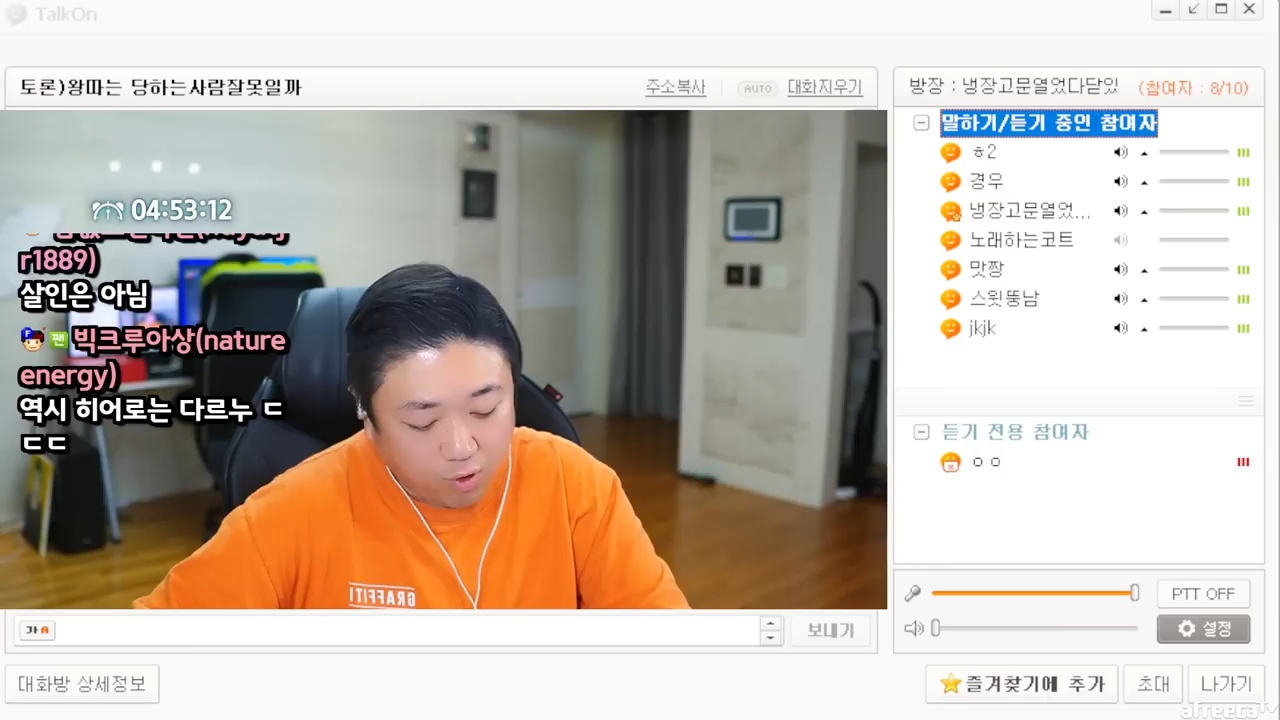 TalkOn
토론)왕따는 당하는사람잘못일까
주소복사
AUTO
대화지우기
방장 : 냉장고문열었다닫있
(참여자 : 8/10)
말하기/듣기 중인 참여자
ㅎ2
경우
냉장고문열었...
노래하는코트
맛짱
스윗뚱남
jkjk
듣기 전용 참여자
ㅇㅇ
04:53:12
r1889)
살인은 아님
빅크루아상(nature
energy)
역시 히어로는 다르누 ㄷ
ㄷㄷ
GRAFFITI
가A
보내기
PTT OFF
설정
대화방 상세정보
즐겨찾기에 추가
초대
나가기
afreecaTV